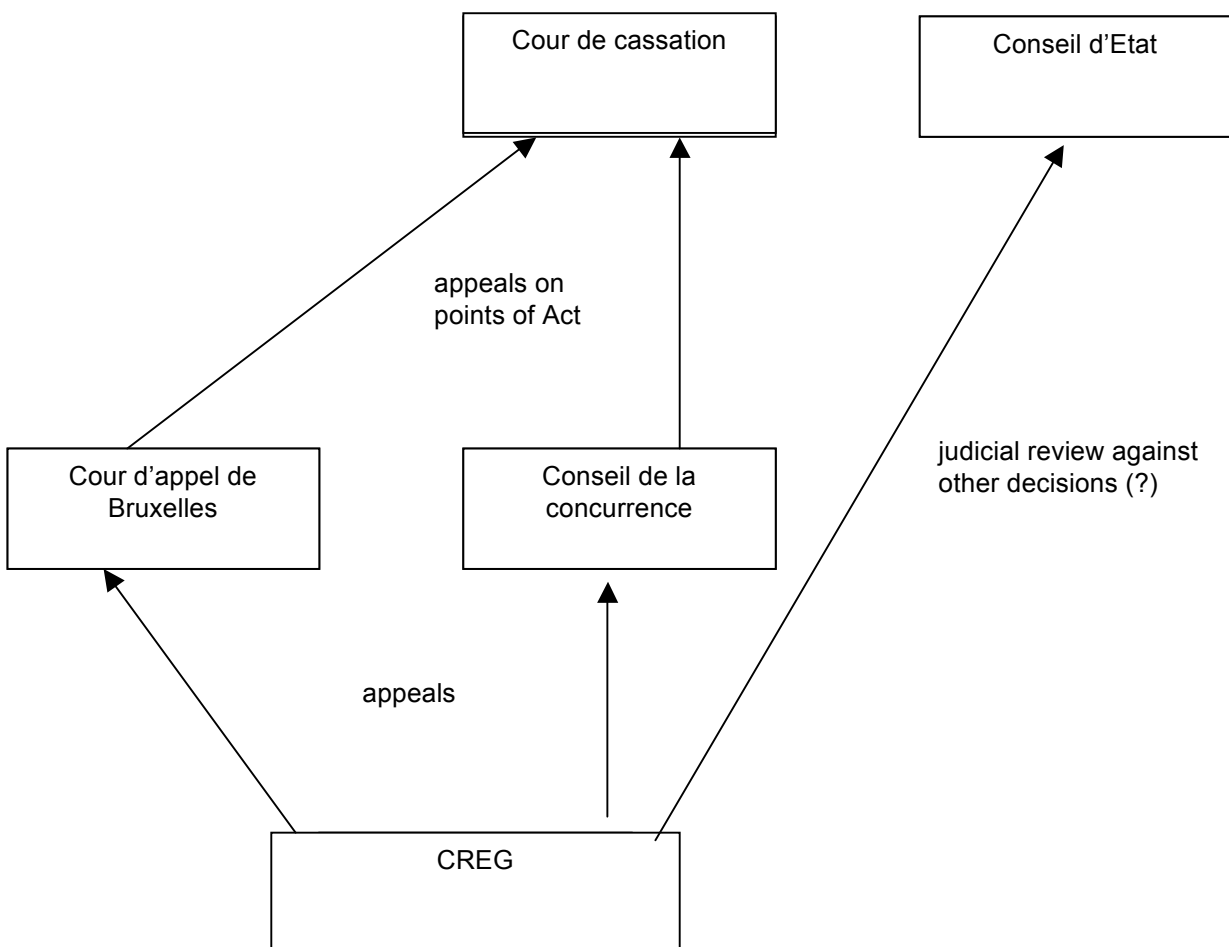 Cour de cassation
Conseil d’Etat
appeals on
points of Act
Cour d’appel de
Bruxelles
Conseil de la
concurrence
judicial review against
other decisions (?)
appeals
CREG